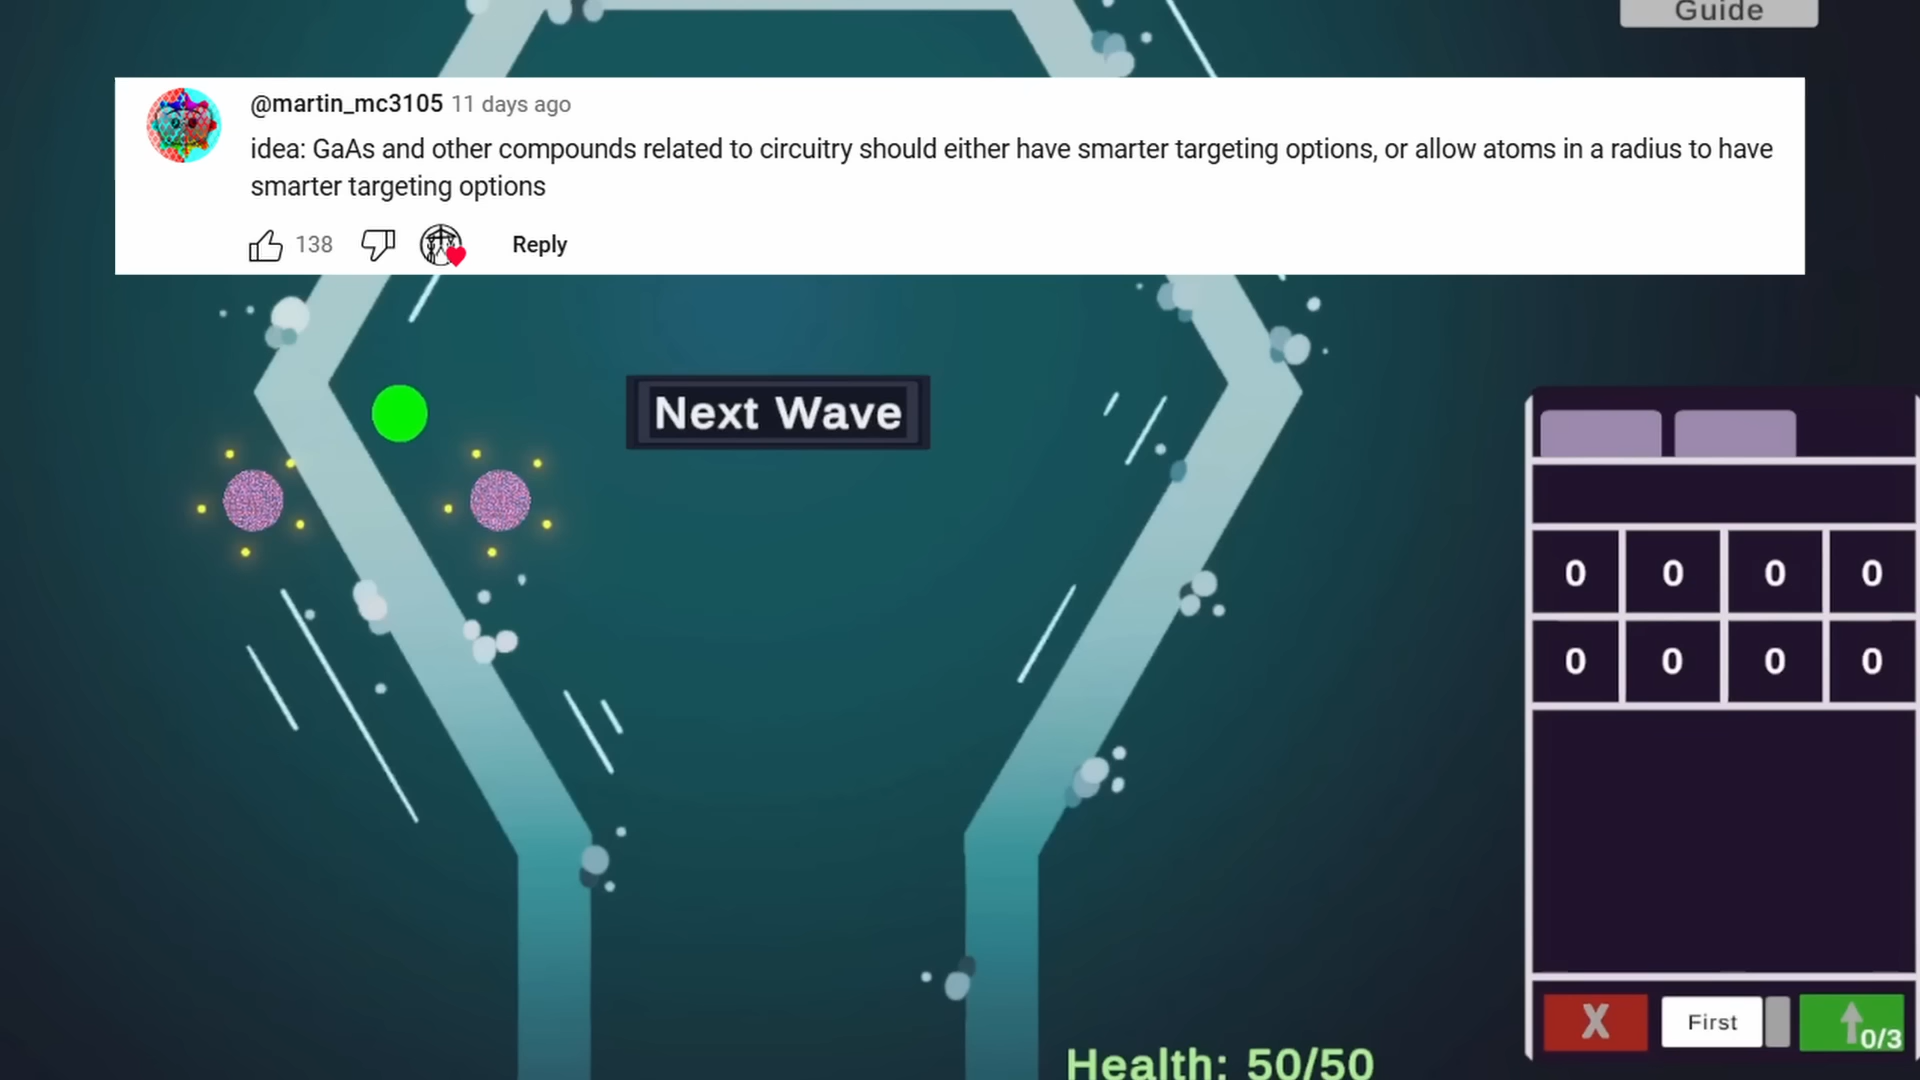 Guide
@martin_mc3105 11 days ago
idea: GaAs and other compounds related to circuitry should either have smarter targeting options, or allow atoms in a radius to have
smarter targeting options
138 Reply
Next Wave
0 0 0 0
0 0 0 0
X First 0/3
Health: 50/50